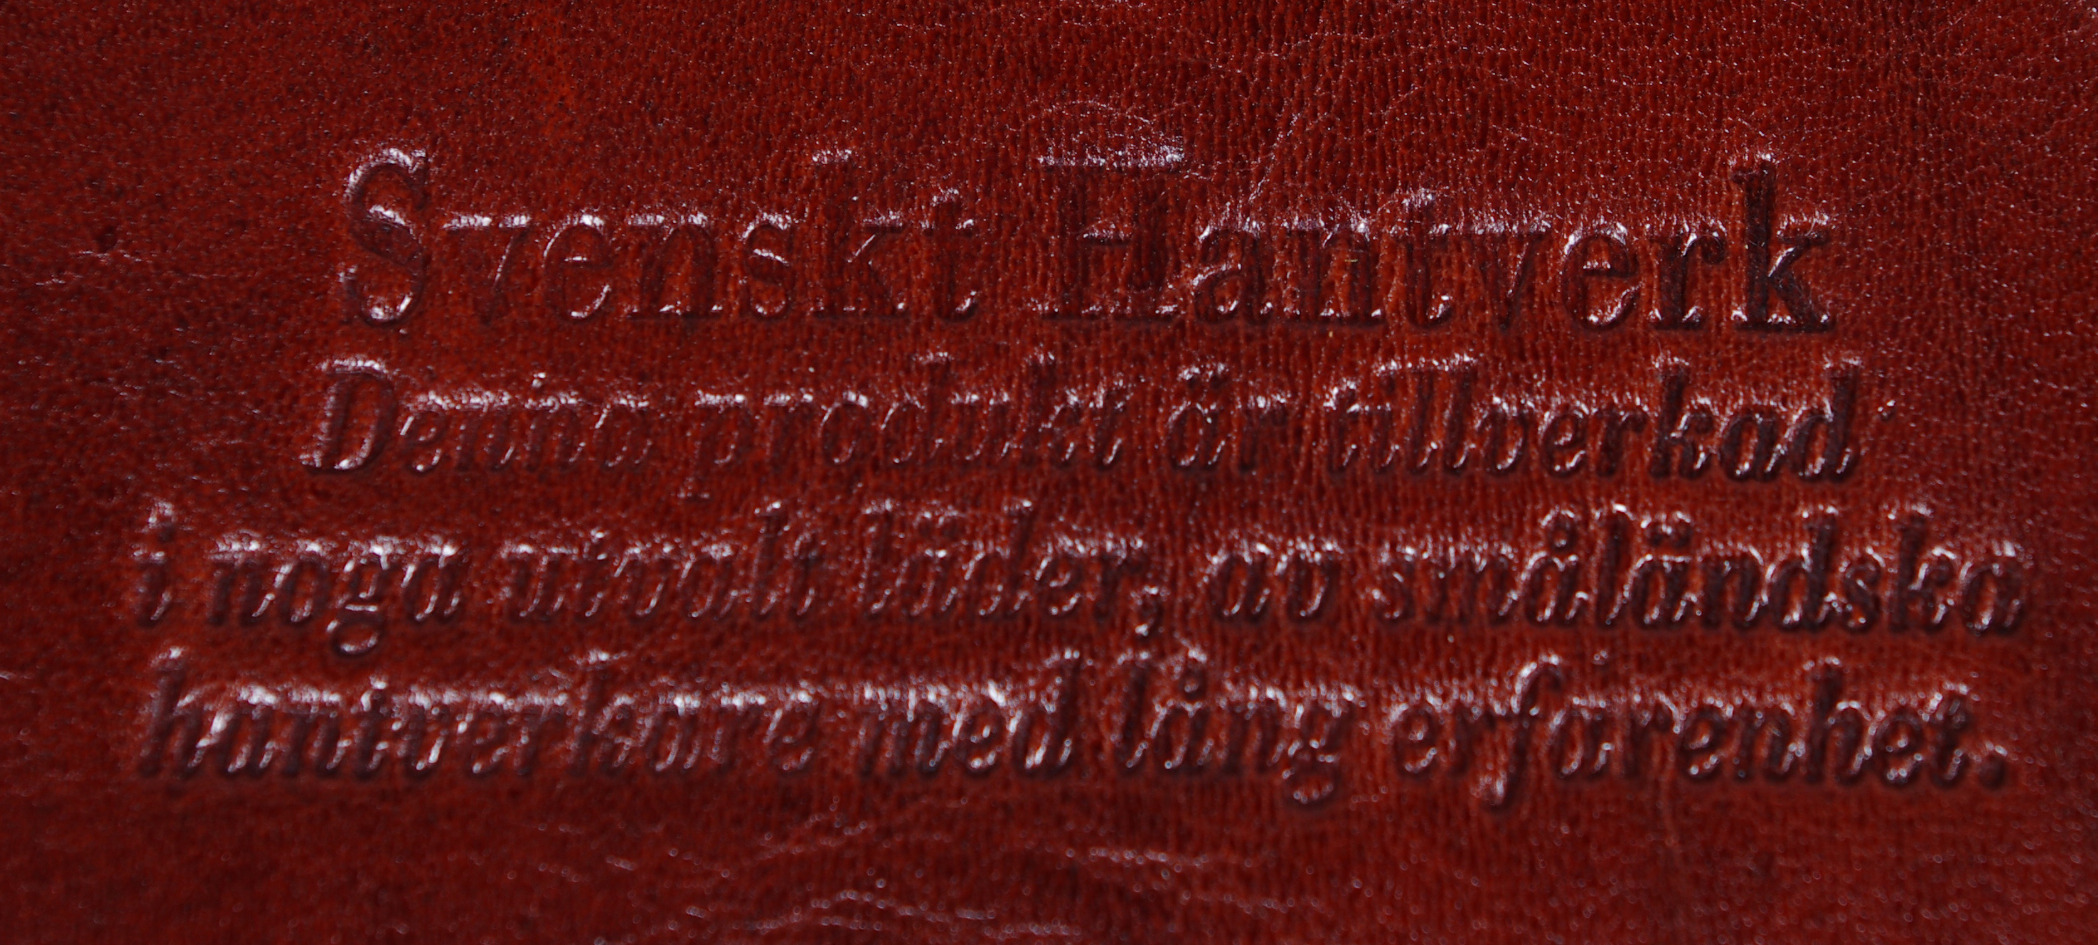 Svenskt Hantverk
Denna produkt är tillverkad
i noga utvalt läder, av småländska
hantverkare med lång erfarenhet.